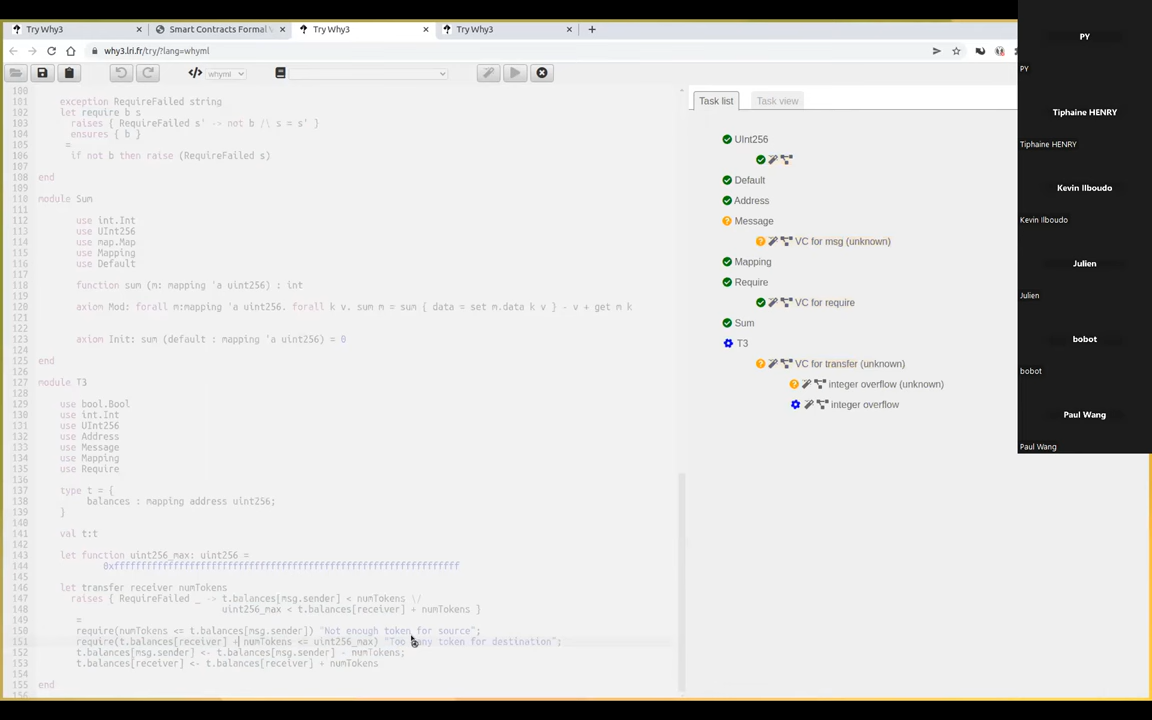 Try Why3
Smart Contracts Formal V
Try Why3
Try Why3
why3.lri.fr/try/?lang=whyml
whyml
Task list
Task view
100
101 exception RequireFailed string
102 let require b s
103 raises { RequireFailed s' -> not b /\ s = s' }
104 ensures { b }
105 =
106 if not b then raise (RequireFailed s)
107
108 end
109
110 module Sum
111
112 use int.Int
113 use UInt256
114 use map.Map
115 use Mapping
116 use Default
117
118 function sum (m: mapping 'a uint256) : int
119
120 axiom Mod: forall m:mapping 'a uint256. forall k v. sum m = sum { data = set m.data k v } - v + get m k
121
122
123 axiom Init: sum (default : mapping 'a uint256) = 0
124
125 end
126
127 module T3
128
129 use bool.Bool
130 use int.Int
131 use UInt256
132 use Address
133 use Message
134 use Mapping
135 use Require
136
137 type t = {
138 balances : mapping address uint256;
139 }
140
141 val t:t
142
143 let function uint256_max: uint256 =
144 0xffffffffffffffffffffffffffffffffffffffffffffffffffffffffffffffff
145
146 let transfer receiver numTokens
147 raises { RequireFailed _ -> t.balances[msg.sender] < numTokens \/
148 uint256_max < t.balances[receiver] + numTokens }
149 =
150 require(numTokens <= t.balances[msg.sender]) "Not enough token for source";
151 require(t.balances[receiver] + numTokens <= uint256_max) "Too many token for destination";
152 t.balances[msg.sender] <- t.balances[msg.sender] - numTokens;
153 t.balances[receiver] <- t.balances[receiver] + numTokens
154
155 end
156
UInt256
Default
Address
Message
VC for msg (unknown)
Mapping
Require
VC for require
Sum
T3
VC for transfer (unknown)
integer overflow (unknown)
integer overflow
PY
PY
Tiphaine HENRY
Tiphaine HENRY
Kevin Ilboudo
Kevin Ilboudo
Julien
Julien
bobot
bobot
Paul Wang
Paul Wang